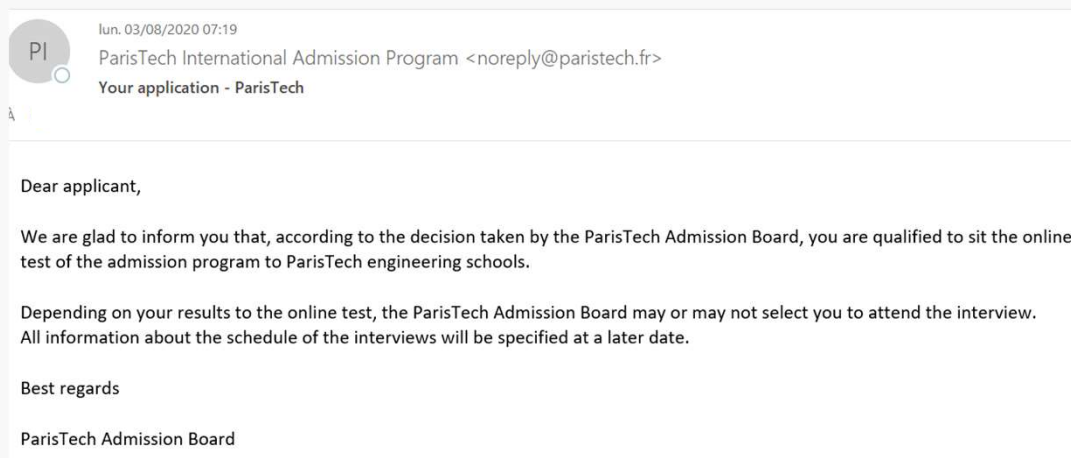 PI
lun. 03/08/2020 07:19
ParisTech International Admission Program <noreply@paristech.fr>
Your application - ParisTech
À
Dear applicant,
We are glad to inform you that, according to the decision taken by the ParisTech Admission Board, you are qualified to sit the online
test of the admission program to ParisTech engineering schools.
Depending on your results to the online test, the ParisTech Admission Board may or may not select you to attend the interview.
All information about the schedule of the interviews will be specified at a later date.
Best regards
ParisTech Admission Board